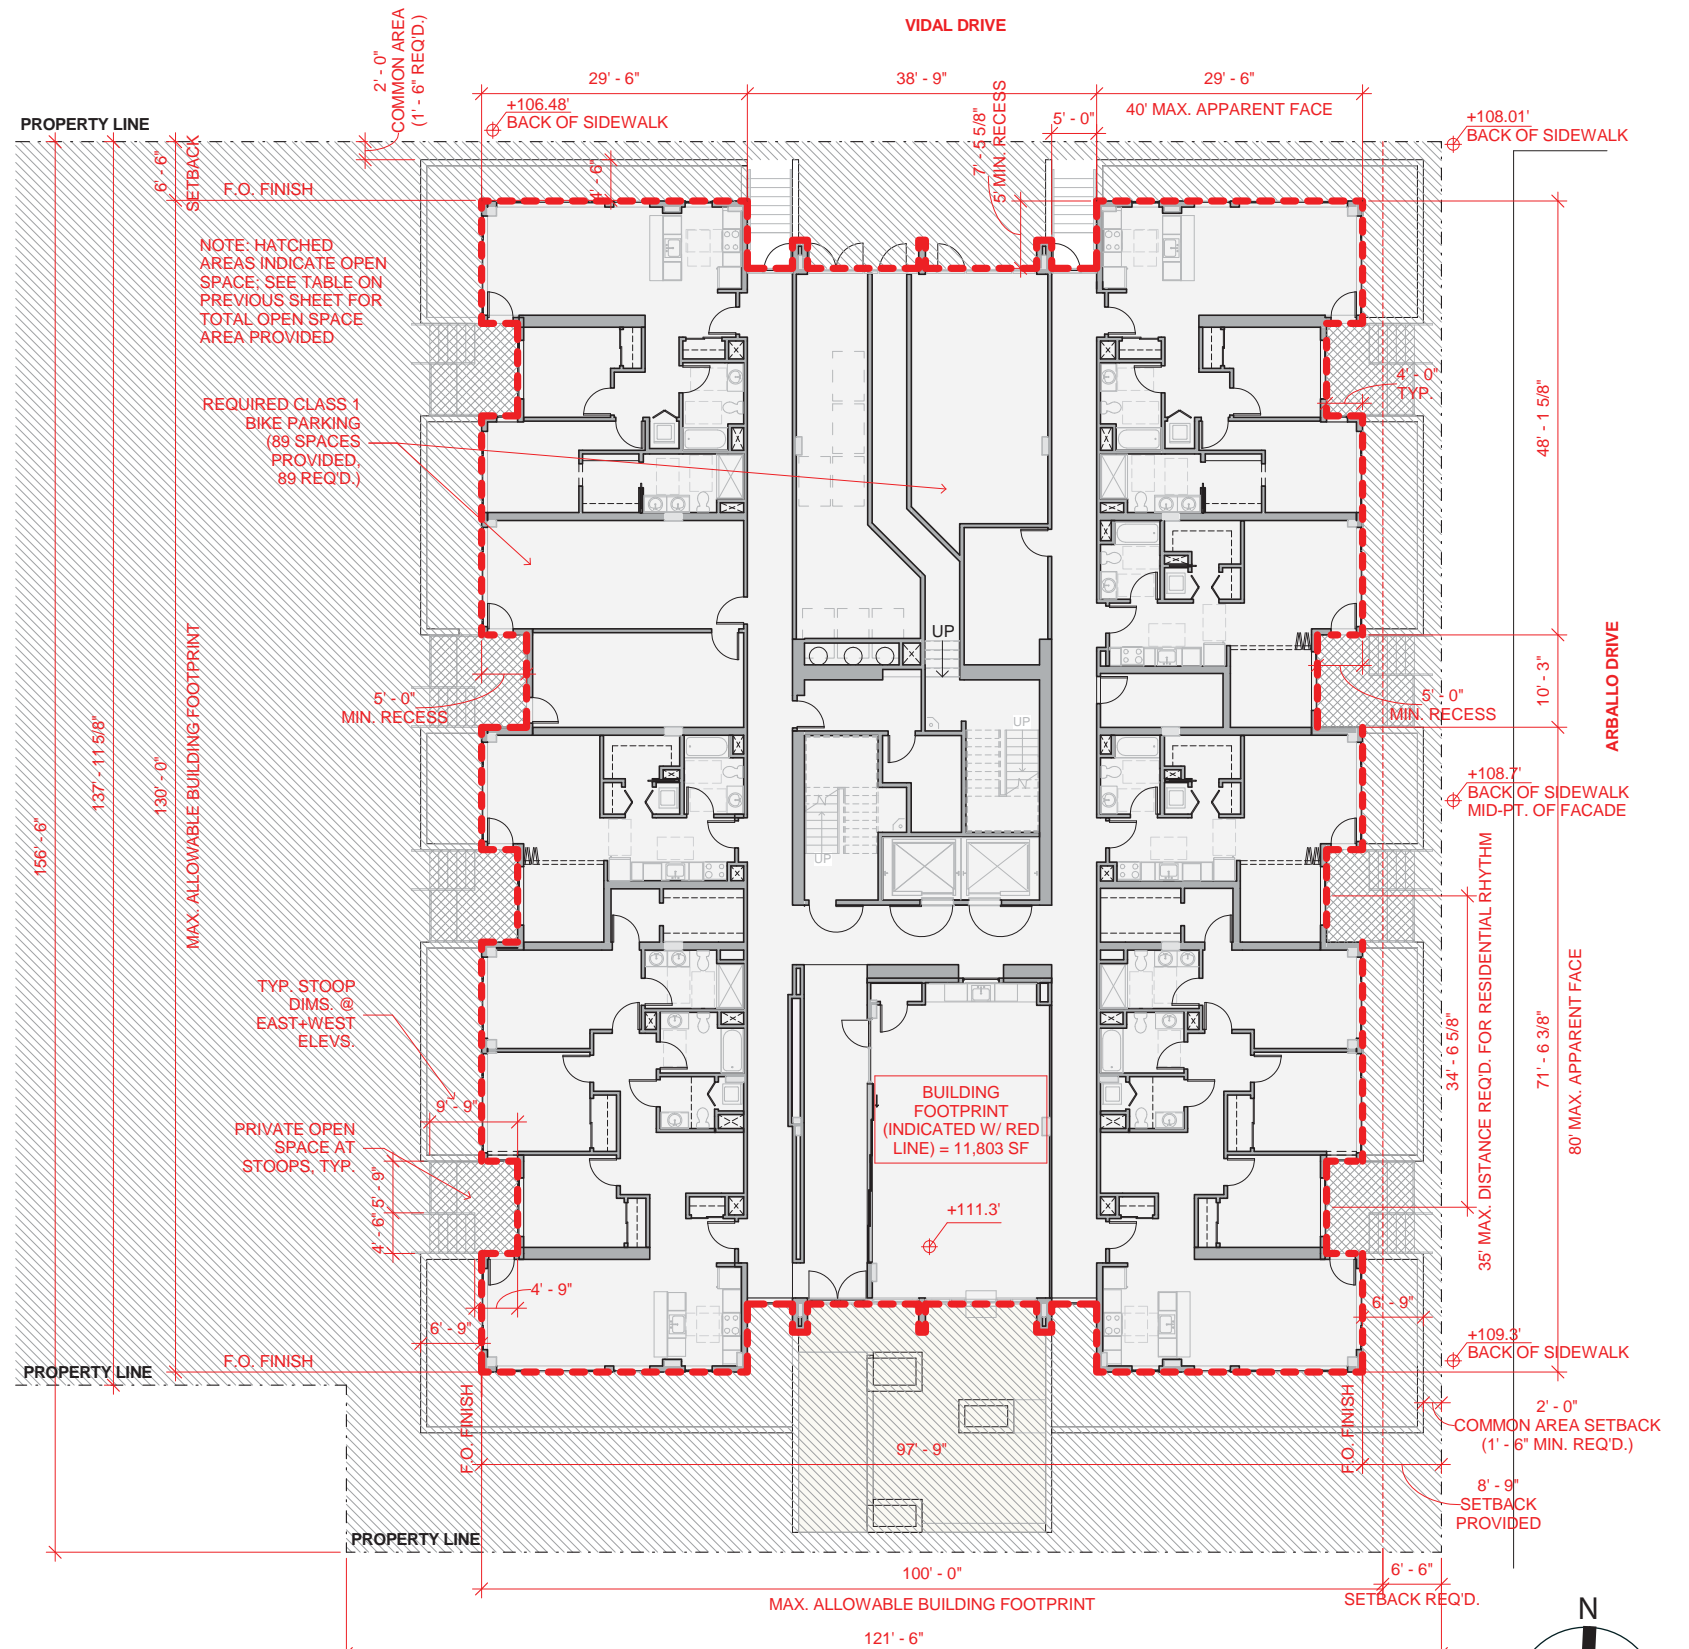 VIDAL DRIVE
2' - 0"
COMMON AREA
(1' - 6" REQ'D.)
29' - 6"
38' - 9"
29' - 6"
40' MAX. APPARENT FACE
+106.48'
BACK OF SIDEWALK
+108.01'
BACK OF SIDEWALK
PROPERTY LINE
6' - 6"
SETBACK
F.O. FINISH
4' - 6"
7' - 5 5/8"
5' MIN. RECESS
5' - 0"
NOTE: HATCHED
AREAS INDICATE OPEN
SPACE; SEE TABLE ON
PREVIOUS SHEET FOR
TOTAL OPEN SPACE
AREA PROVIDED
REQUIRED CLASS 1
BIKE PARKING
(89 SPACES
PROVIDED,
89 REQ'D.)
4' - 0"
TYP.
48' - 1 5/8"
UP
UP
UP
5' - 0"
MIN. RECESS
5' - 0"
MIN. RECESS
10' - 3"
ARBALLO DRIVE
156' - 6"
137' - 11 5/8"
130' - 0"
MAX. ALLOWABLE BUILDING FOOTPRINT
+108.7'
BACK OF SIDEWALK
MID-PT. OF FACADE
34' - 6 5/8"
35' MAX. DISTANCE REQ'D. FOR RESIDENTIAL RHYTHM
71' - 6 3/8"
80' MAX. APPARENT FACE
TYP. STOOP
DIMS. @
EAST+WEST
ELEVS.
9'- 9"
PRIVATE OPEN
SPACE AT
STOOPS, TYP.
5' - 9"
4' - 6"
BUILDING
FOOTPRINT
(INDICATED W/ RED
LINE) = 11,803 SF
+111.3'
4' - 9"
6' - 9"
6' - 9"
+109.3'
BACK OF SIDEWALK
PROPERTY LINE
F.O. FINISH
F.O. FINISH
F.O. FINISH
2' - 0"
COMMON AREA SETBACK
(1' - 6" MIN. REQ'D.)
97' - 9"
8' - 9"
SETBACK
PROVIDED
PROPERTY LINE
100' - 0"
MAX. ALLOWABLE BUILDING FOOTPRINT
6' - 6"
SETBACK REQ'D.
121' - 6"
N